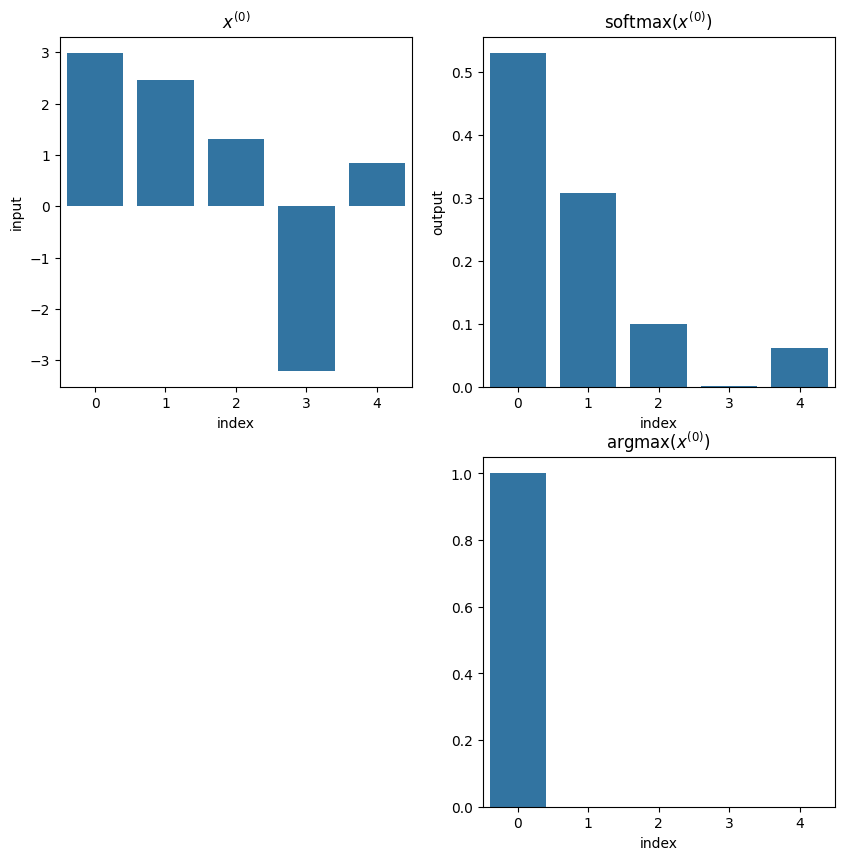 x^(0)
3
2
1
0
−1
−2
−3
input
0 1 2 3 4
index
softmax(x^(0))
0.5
0.4
0.3
0.2
0.1
0.0
output
0 1 2 3 4
index
argmax(x^(0))
1.0
0.8
0.6
0.4
0.2
0.0
0 1 2 3 4
index